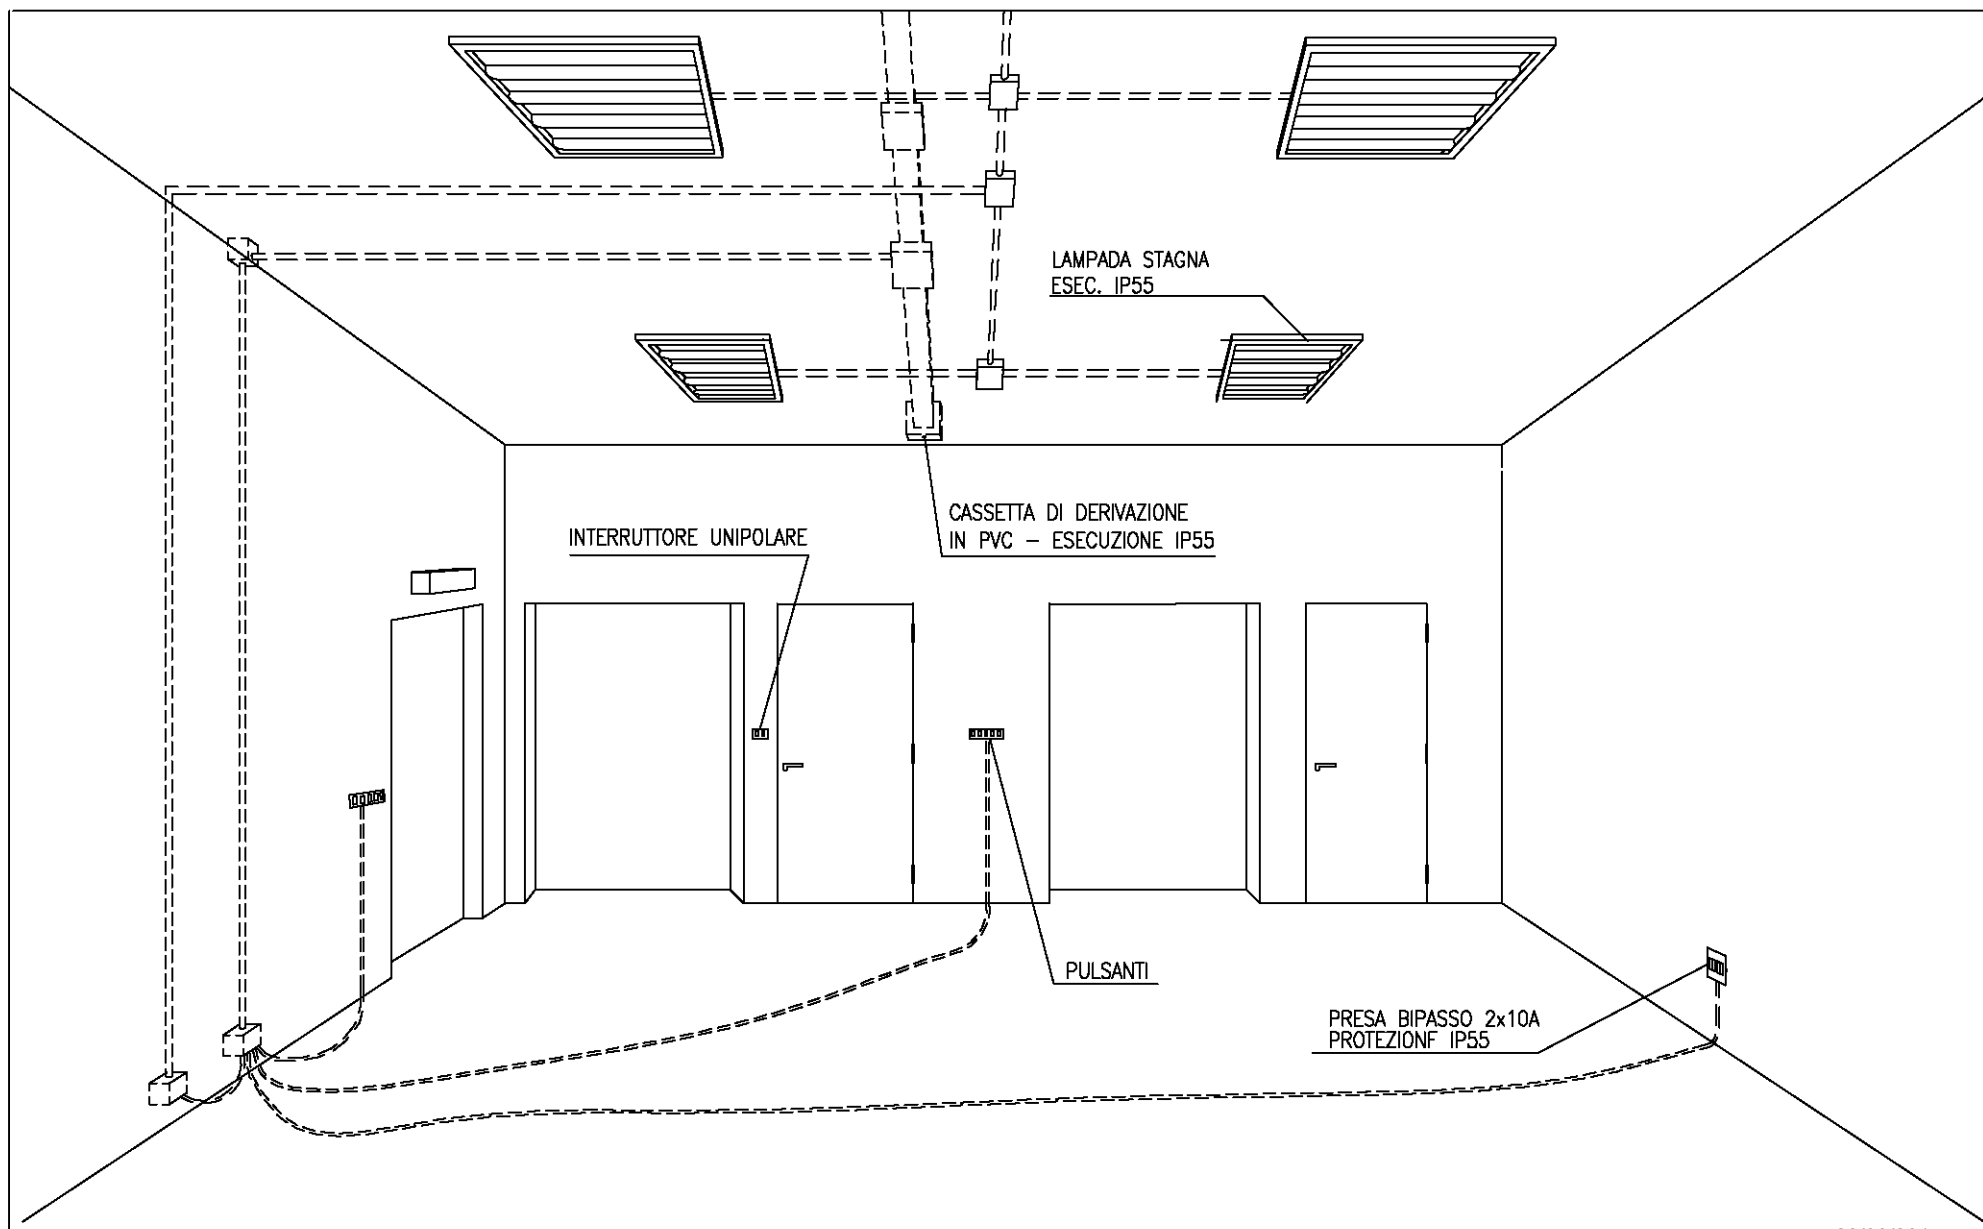 LAMPADA STAGNA
ESEC. IP55
CASSETTA DI DERIVAZIONE
IN PVC – ESECUZIONE IP55
INTERRUTTORE UNIPOLARE
PULSANTI
PRESA BIPASSO 2x10A
PROTEZIONF IP55